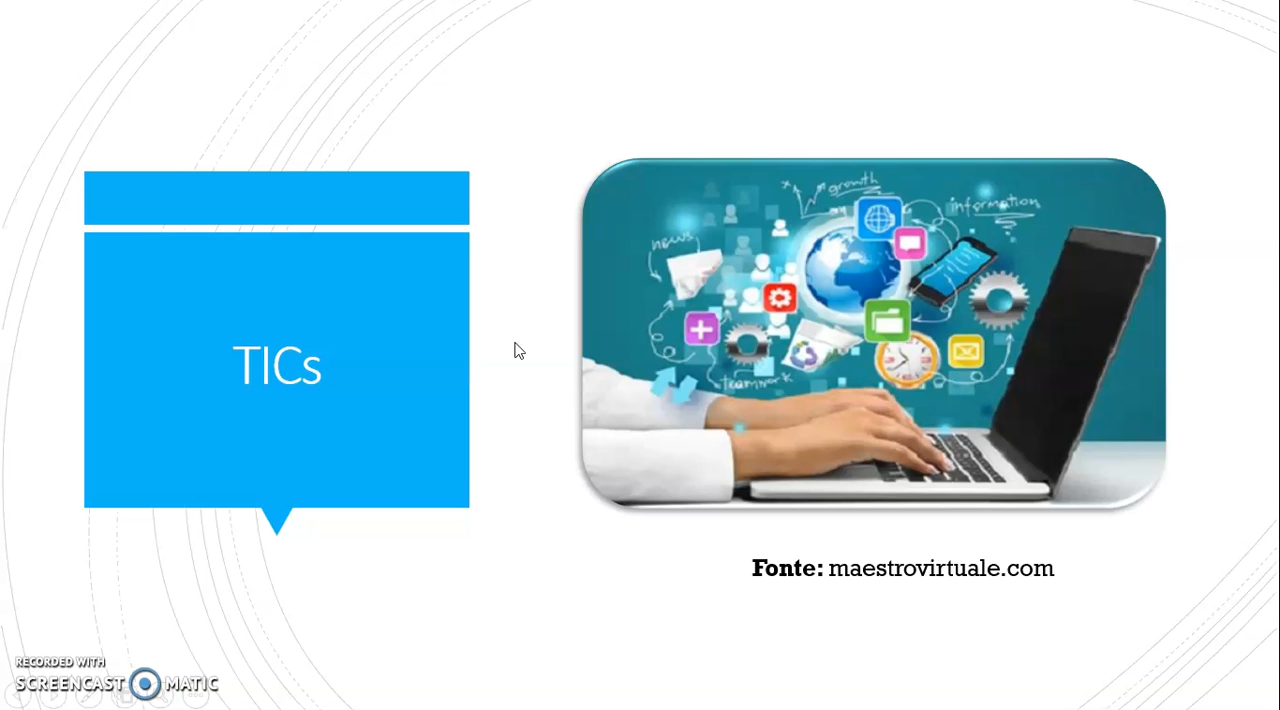 TICs
growth
information
news
teamwork
Fonte: maestrovirtuale.com
RECORDED WITH
SCREENCAST MATIC